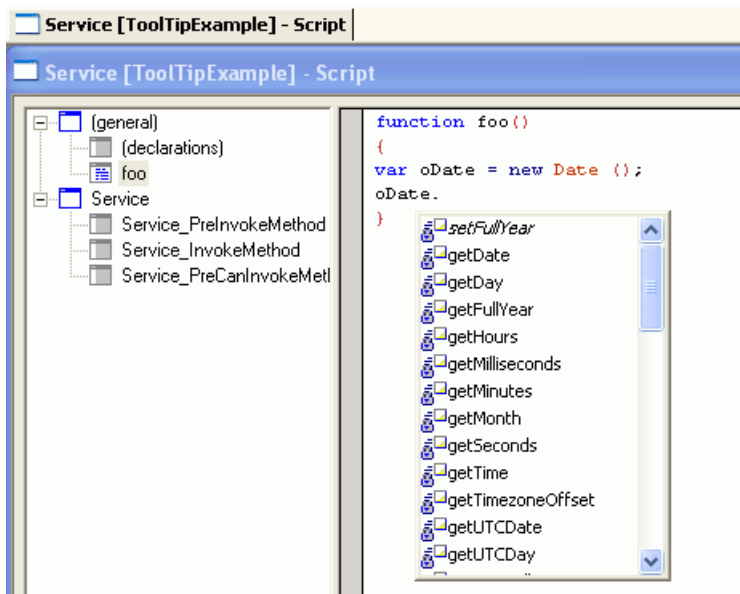 Service [ToolTipExample] - Script
Service [ToolTipExample] - Script
(general)
(declarations)
foo
Service
Service_PreInvokeMethod
Service_InvokeMethod
Service_PreCanInvokeMetl
function foo()
{
var oDate = new Date ();
oDate.
}
setFullYear
getDate
getDay
getFullYear
getHours
getMilliseconds
getMinutes
getMonth
getSeconds
getTime
getTimezoneOffset
getUTCDate
getUTCDay